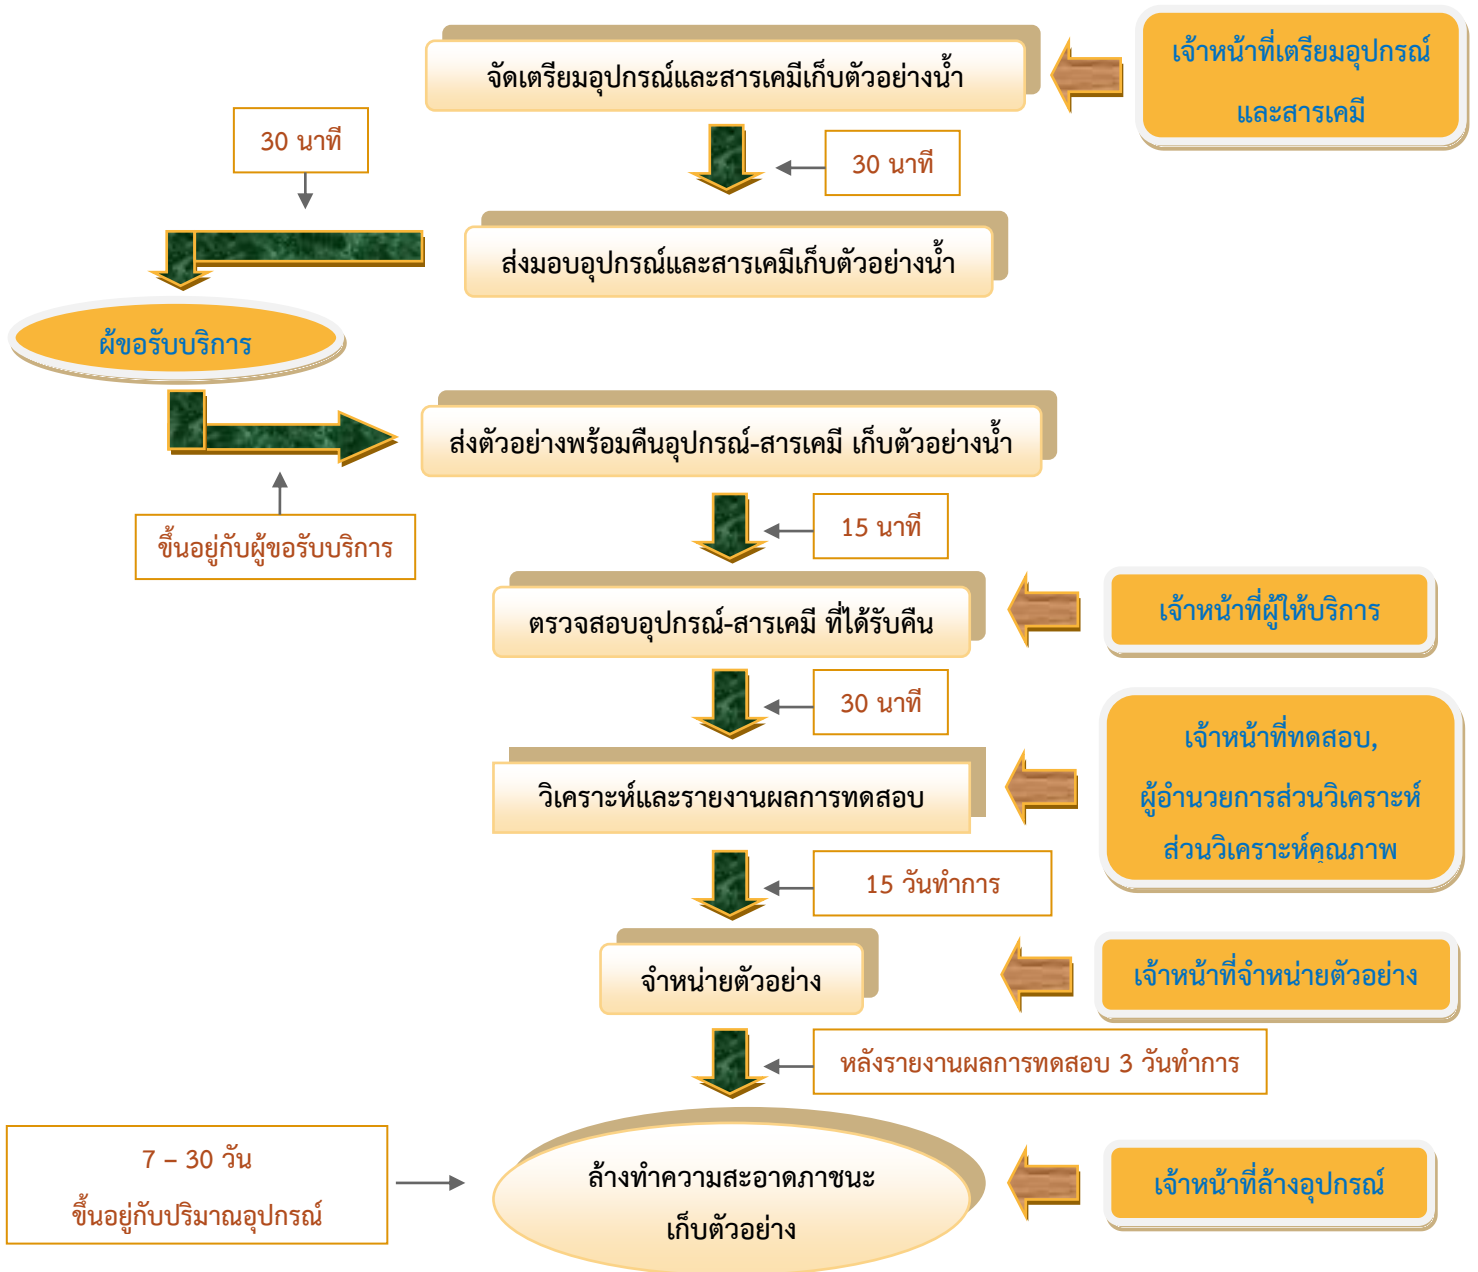 จัดเตรียมอุปกรณ์และสารเคมีเก็บตัวอย่างน้ำ
เจ้าหน้าที่เตรียมอุปกรณ์
และสารเคมี
30 นาที
30 นาที
ส่งมอบอุปกรณ์และสารเคมีเก็บตัวอย่างน้ำ
ผู้ขอรับบริการ
ส่งตัวอย่างพร้อมคืนอุปกรณ์-สารเคมี เก็บตัวอย่างน้ำ
ขึ้นอยู่กับผู้ขอรับบริการ
15 นาที
ตรวจสอบอุปกรณ์-สารเคมี ที่ได้รับคืน
เจ้าหน้าที่ผู้ให้บริการ
30 นาที
วิเคราะห์และรายงานผลการทดสอบ
เจ้าหน้าที่ทดสอบ,
ผู้อำนวยการส่วนวิเคราะห์
ส่วนวิเคราะห์คุณภาพ
15 วันทำการ
จำหน่ายตัวอย่าง
เจ้าหน้าที่จำหน่ายตัวอย่าง
หลังรายงานผลการทดสอบ 3 วันทำการ
7 – 30 วัน
ขึ้นอยู่กับปริมาณอุปกรณ์
ล้างทำความสะอาดภาชนะ
เก็บตัวอย่าง
เจ้าหน้าที่ล้างอุปกรณ์